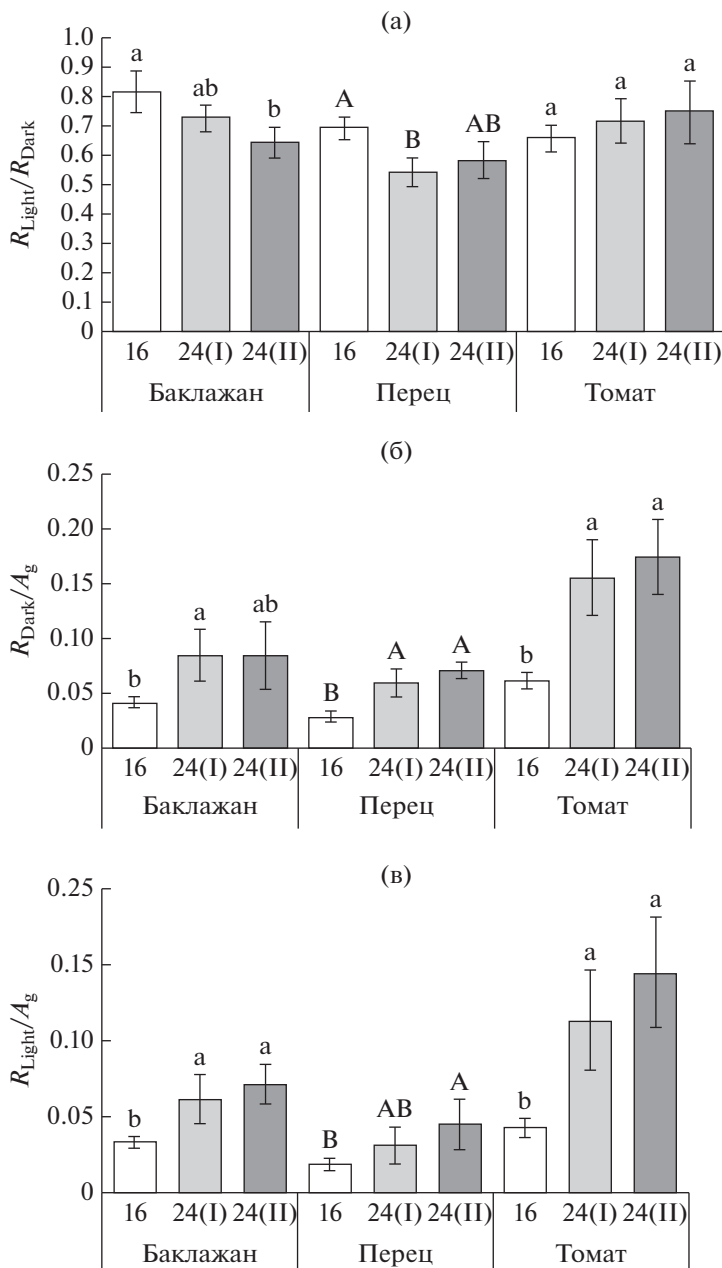 (а)
1.0
0.9
0.8
0.7
0.6
0.5
0.4
0.3
0.2
0.1
0
R_Light/R_Dark
a
ab
b
A
B
AB
a
a
a
16 24(I) 24(II) 16 24(I) 24(II) 16 24(I) 24(II)
Баклажан Перец Томат
(б)
0.25
0.20
0.15
0.10
0.05
0
R_Dark/A_g
b
a
ab
B
A
A
b
a
a
16 24(I) 24(II) 16 24(I) 24(II) 16 24(I) 24(II)
Баклажан Перец Томат
(в)
0.25
0.15
0.10
0.05
0
R_Light/A_g
b
a
a
B
AB
A
b
a
a
16 24(I) 24(II) 16 24(I) 24(II) 16 24(I) 24(II)
Баклажан Перец Томат